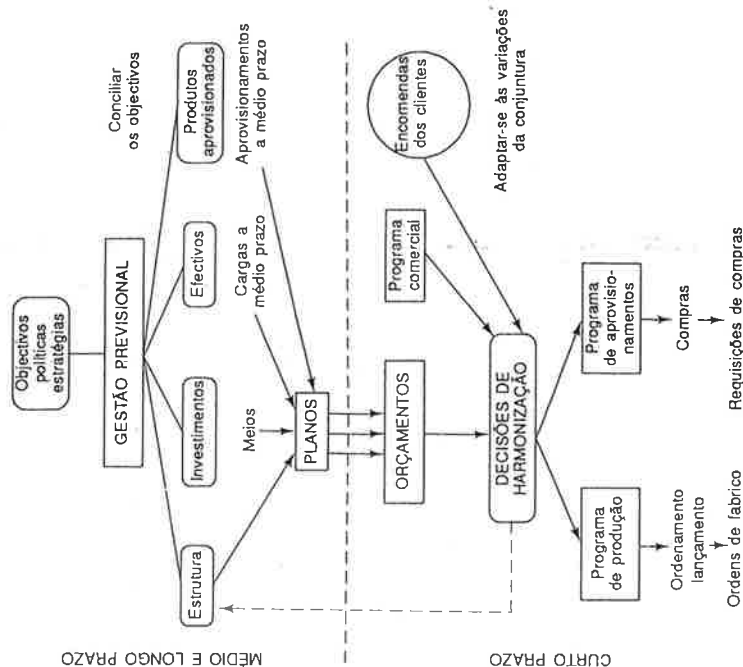 Objectivos
políticas
estratégias
GESTÃO PREVISIONAL
Conciliar
os objectivos
Estrutura
Investimentos
Efectivos
Produtos
aprovisionados
Meios
Cargas a
médio prazo
Aprovisionamentos
a médio prazo
PLANOS
MÉDIO E LONGO PRAZO
CURTO PRAZO
ORÇAMENTOS
Programa
comercial
Encomendas
dos clientes
DECISÕES DE
HARMONIZAÇÃO
Adaptar-se às variações
da conjuntura
Programa
de produção
Programa
de aprovisio-
namentos
Ordenamento
lançamento
Compras
Ordens de fabrico
Requisições de compras